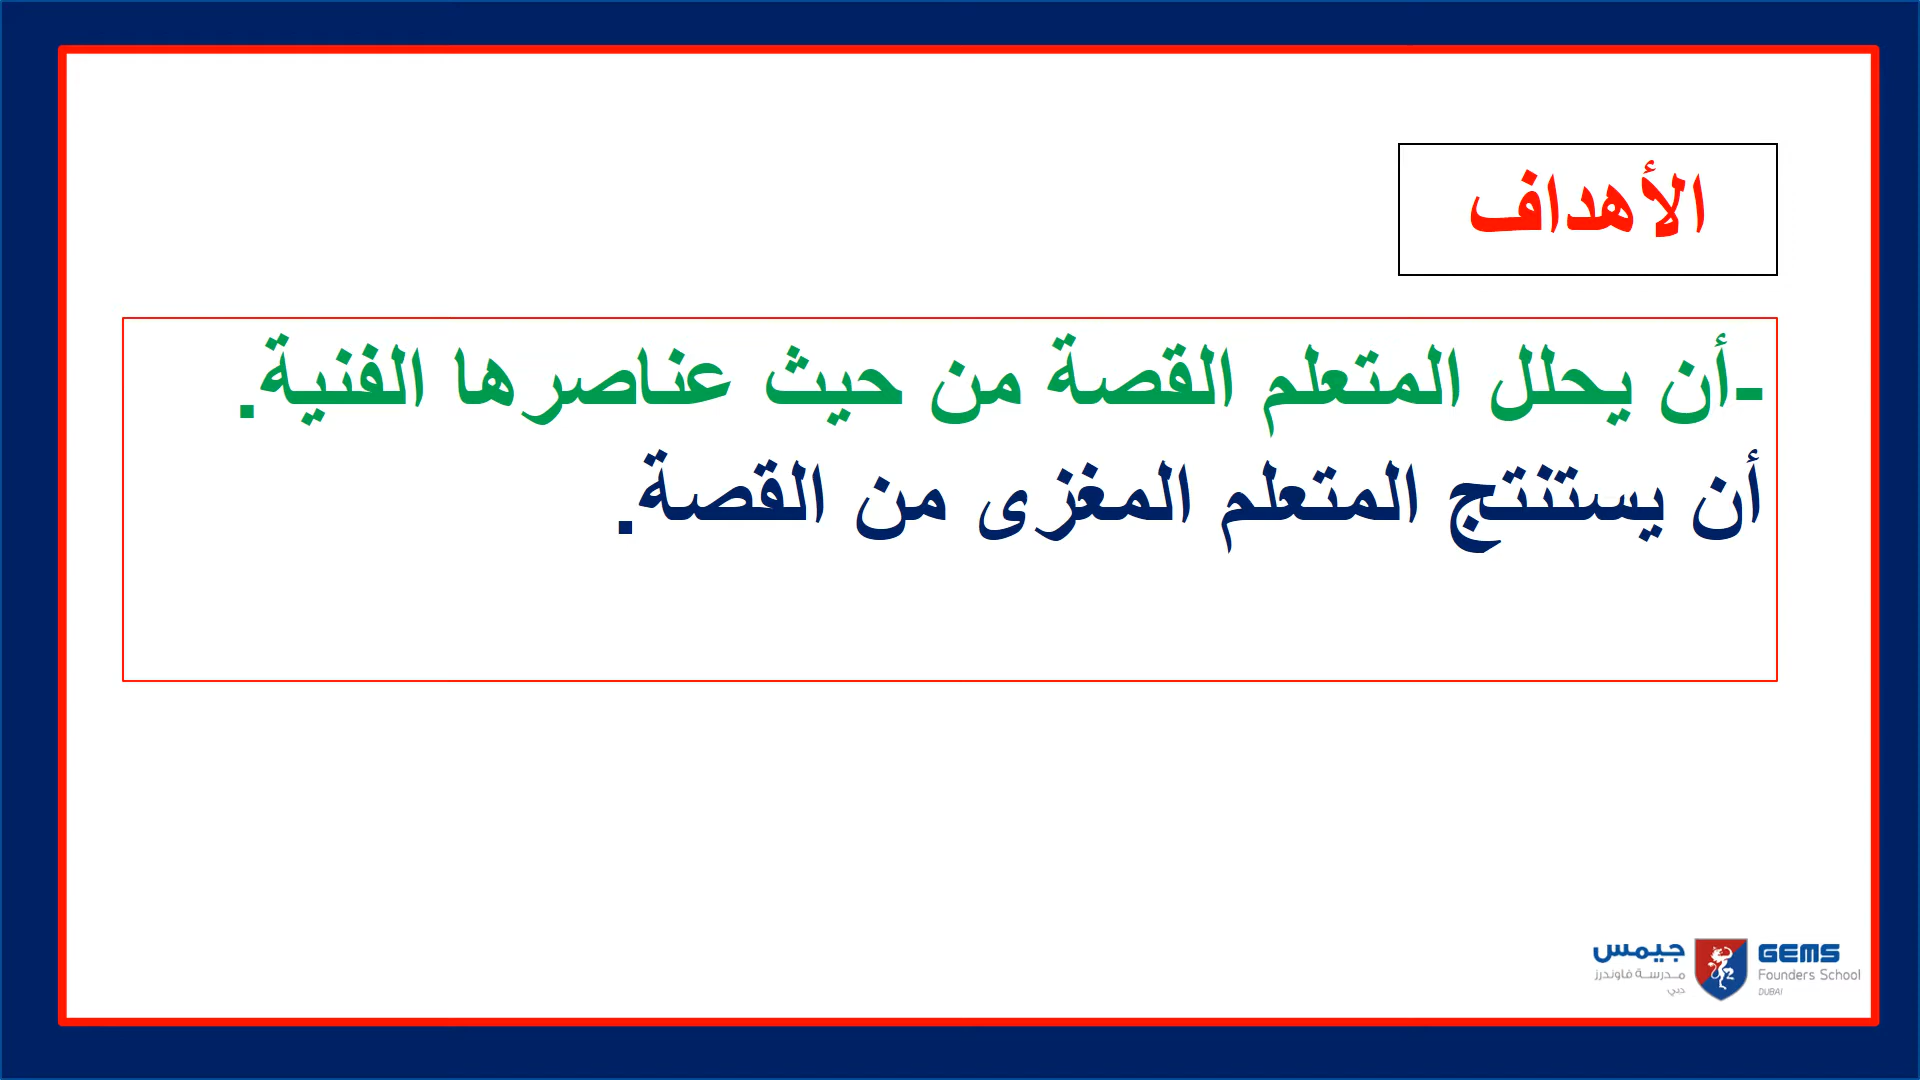 الأهداف
-أن يحلل المتعلم القصة من حيث عناصرها الفنية.
أن يستنتج المتعلم المغزى من القصة.
جيمس
مدرسة فاوندرز
دبي
GEMS
Founders School
DUBAI